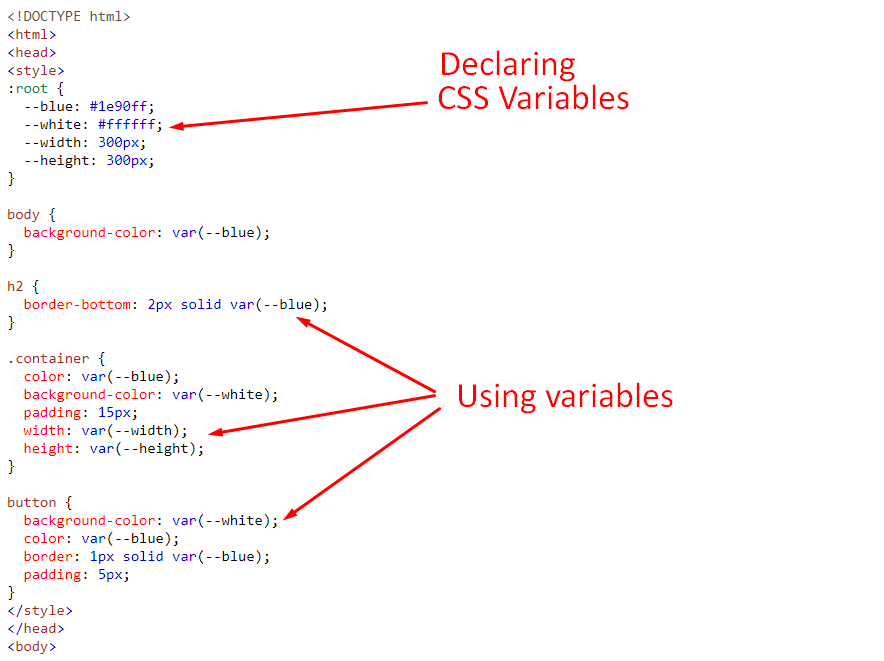 <!DOCTYPE html>
<html>
<head>
<style>
:root {
  --blue: #1e90ff;
  --white: #ffffff;
  --width: 300px;
  --height: 300px;
}
Declaring
CSS Variables
body {
  background-color: var(--blue);
}
h2 {
  border-bottom: 2px solid var(--blue);
}
.container {
  color: var(--blue);
  background-color: var(--white);
  padding: 15px;
  width: var(--width);
  height: var(--height);
}
Using variables
button {
  background-color: var(--white);
  color: var(--blue);
  border: 1px solid var(--blue);
  padding: 5px;
}
</style>
</head>
<body>